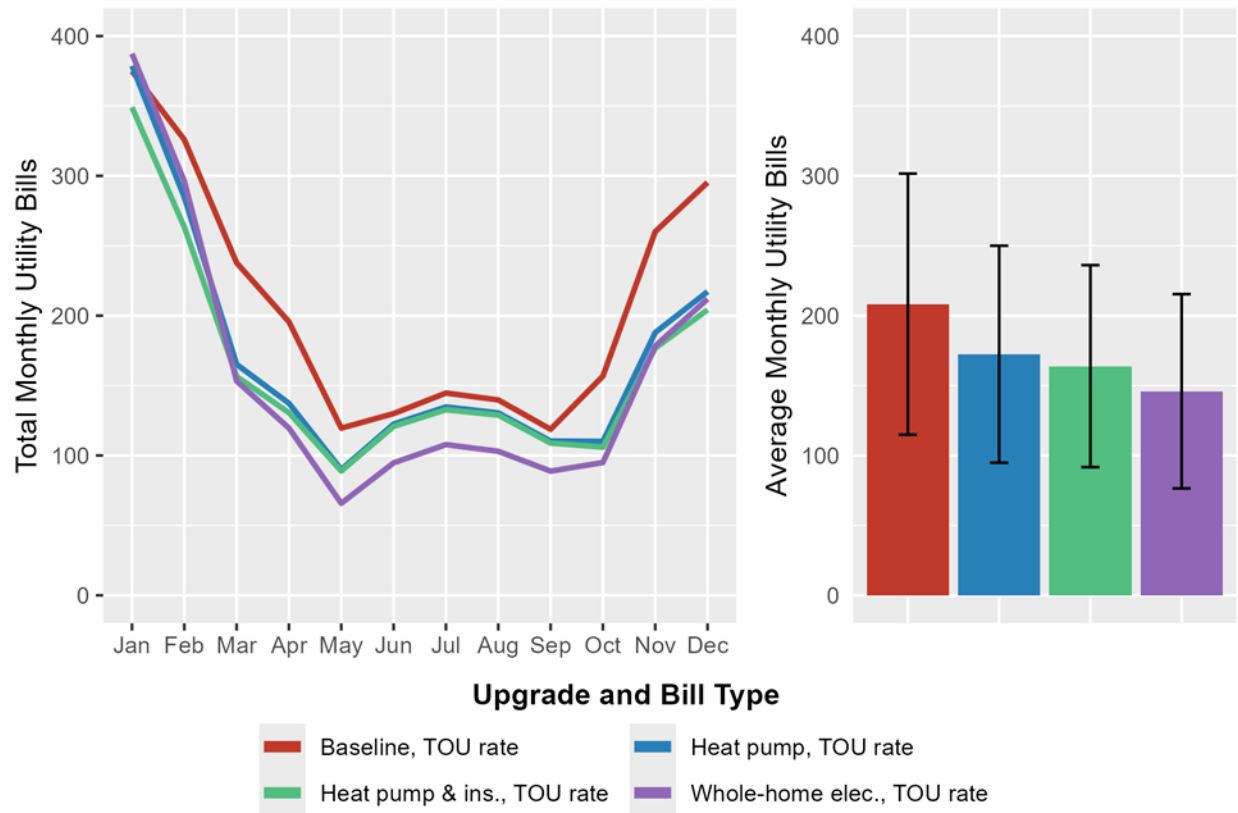 Total Monthly Utility Bills
400
300
200
100
0
Jan Feb Mar Apr May Jun Jul Aug Sep Oct Nov Dec
Average Monthly Utility Bills
400
300
200
100
0
Upgrade and Bill Type
Baseline, TOU rate
Heat pump, TOU rate
Heat pump & ins., TOU rate
Whole-home elec., TOU rate